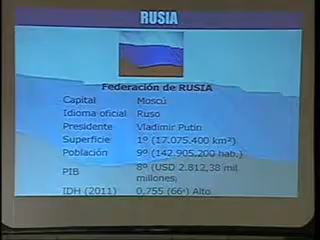 RUSIA
Federación de RUSIA
Capital Moscú
Idioma oficial Ruso
Presidente Vladimir Putin
Superficie 1º (17.075.400 km²)
Población 9º (142.905.200 hab.)
PIB 8º (USD 2.812,38 mil
millones)
IDH (2011) 0,755 (66º) Alto